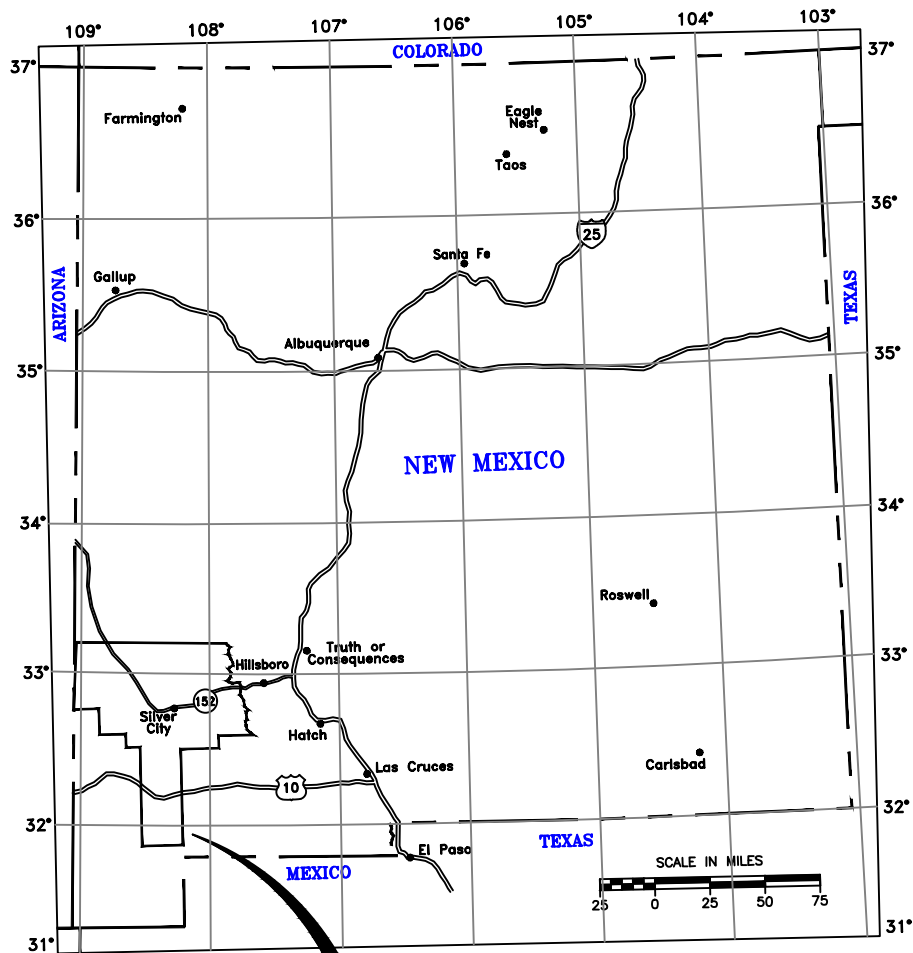 109° 108° 107° 106° 105° 104° 103°
COLORADO
37° 37°
Farmington
Eagle
Nest
Taos
36° 36°
25
Santa Fe
Gallup
ARIZONA
TEXAS
Albuquerque
35° 35°
NEW MEXICO
34° 34°
Roswell
Truth or
Consequences
Hillsboro
33° 33°
152
Silver
City
Hatch
Las Cruces
Carlsbad
10
32° 32°
TEXAS
El Paso
MEXICO
SCALE IN MILES
25 0 25 50 75
31° 31°